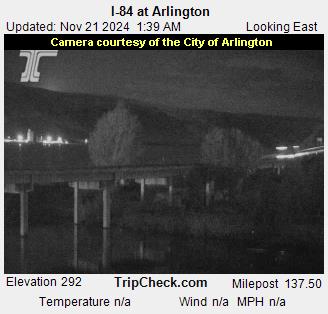 I-84 at Arlington
Updated: Nov 21 2024 1:39 AM Looking East
Camera courtesy of the City of Arlington
Elevation 292 TripCheck.com Milepost 137.50
Temperature n/a Wind n/a MPH n/a